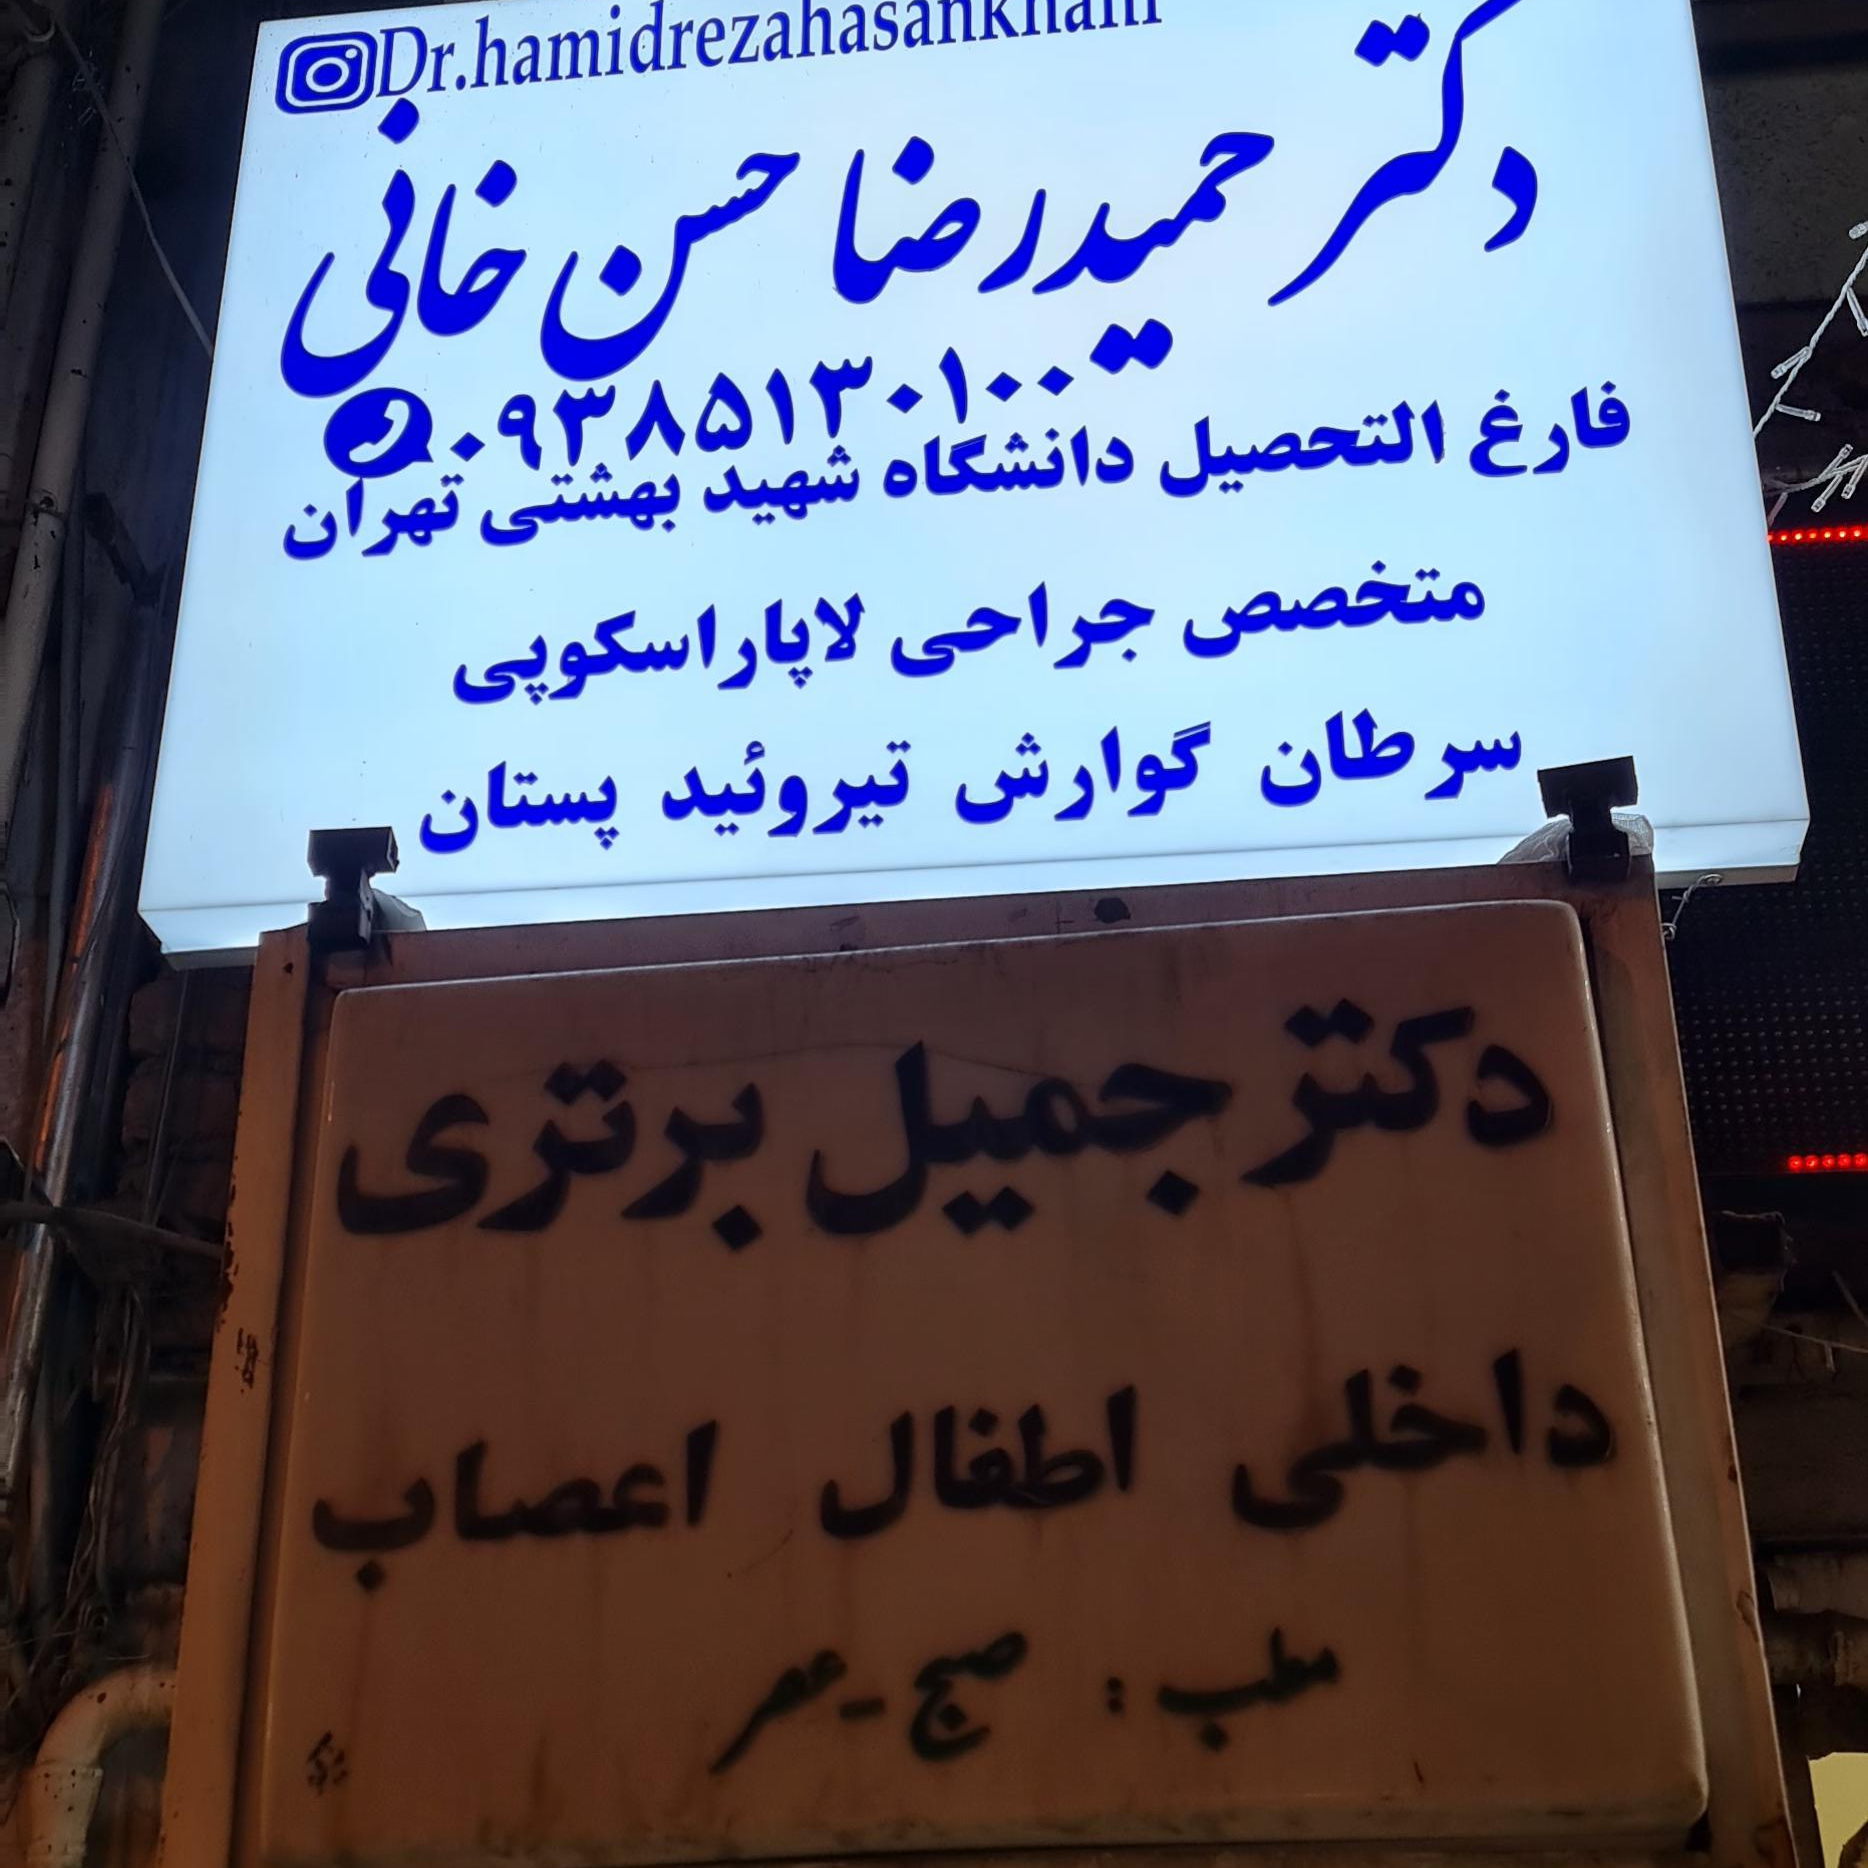 Dr.hamidrezahasankhani
دکتر حمیدرضا حسن خانی
۰۹۳۸۵۱۳۰۱۰۰
فارغ التحصیل دانشگاه شهید بهشتی تهران
متخصص جراحی لاپاراسکوپی
سرطان گوارش تیروئید پستان
دکتر جمیل برتری
داخلی اطفال اعصاب
مطب : صبح - عصر